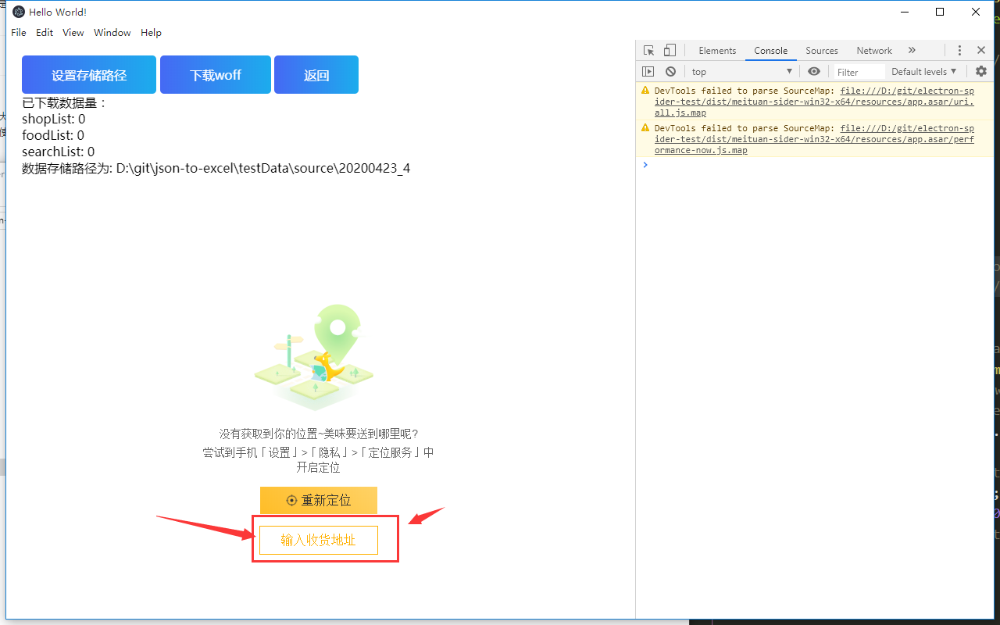 Hello World!
File Edit View Window Help
设置存储路径 下载woff 返回
已下载数据量：
shopList: 0
foodList: 0
searchList: 0
数据存储路径为: D:\git\json-to-excel\testData\source\20200423_4
没有获取到你的位置~美味要送到哪里呢?
尝试到手机「设置」>「隐私」>「定位服务」中
开启定位
重新定位
输入收货地址
Elements Console Sources Network »
top Filter Default levels
DevTools failed to parse SourceMap: file:///D:/git/electron-sp
ider-test/dist/meituan-sider-win32-x64/resources/app.asar/uri.
all.js.map
DevTools failed to parse SourceMap: file:///D:/git/electron-sp
ider-test/dist/meituan-sider-win32-x64/resources/app.asar/perf
ormance-now.js.map